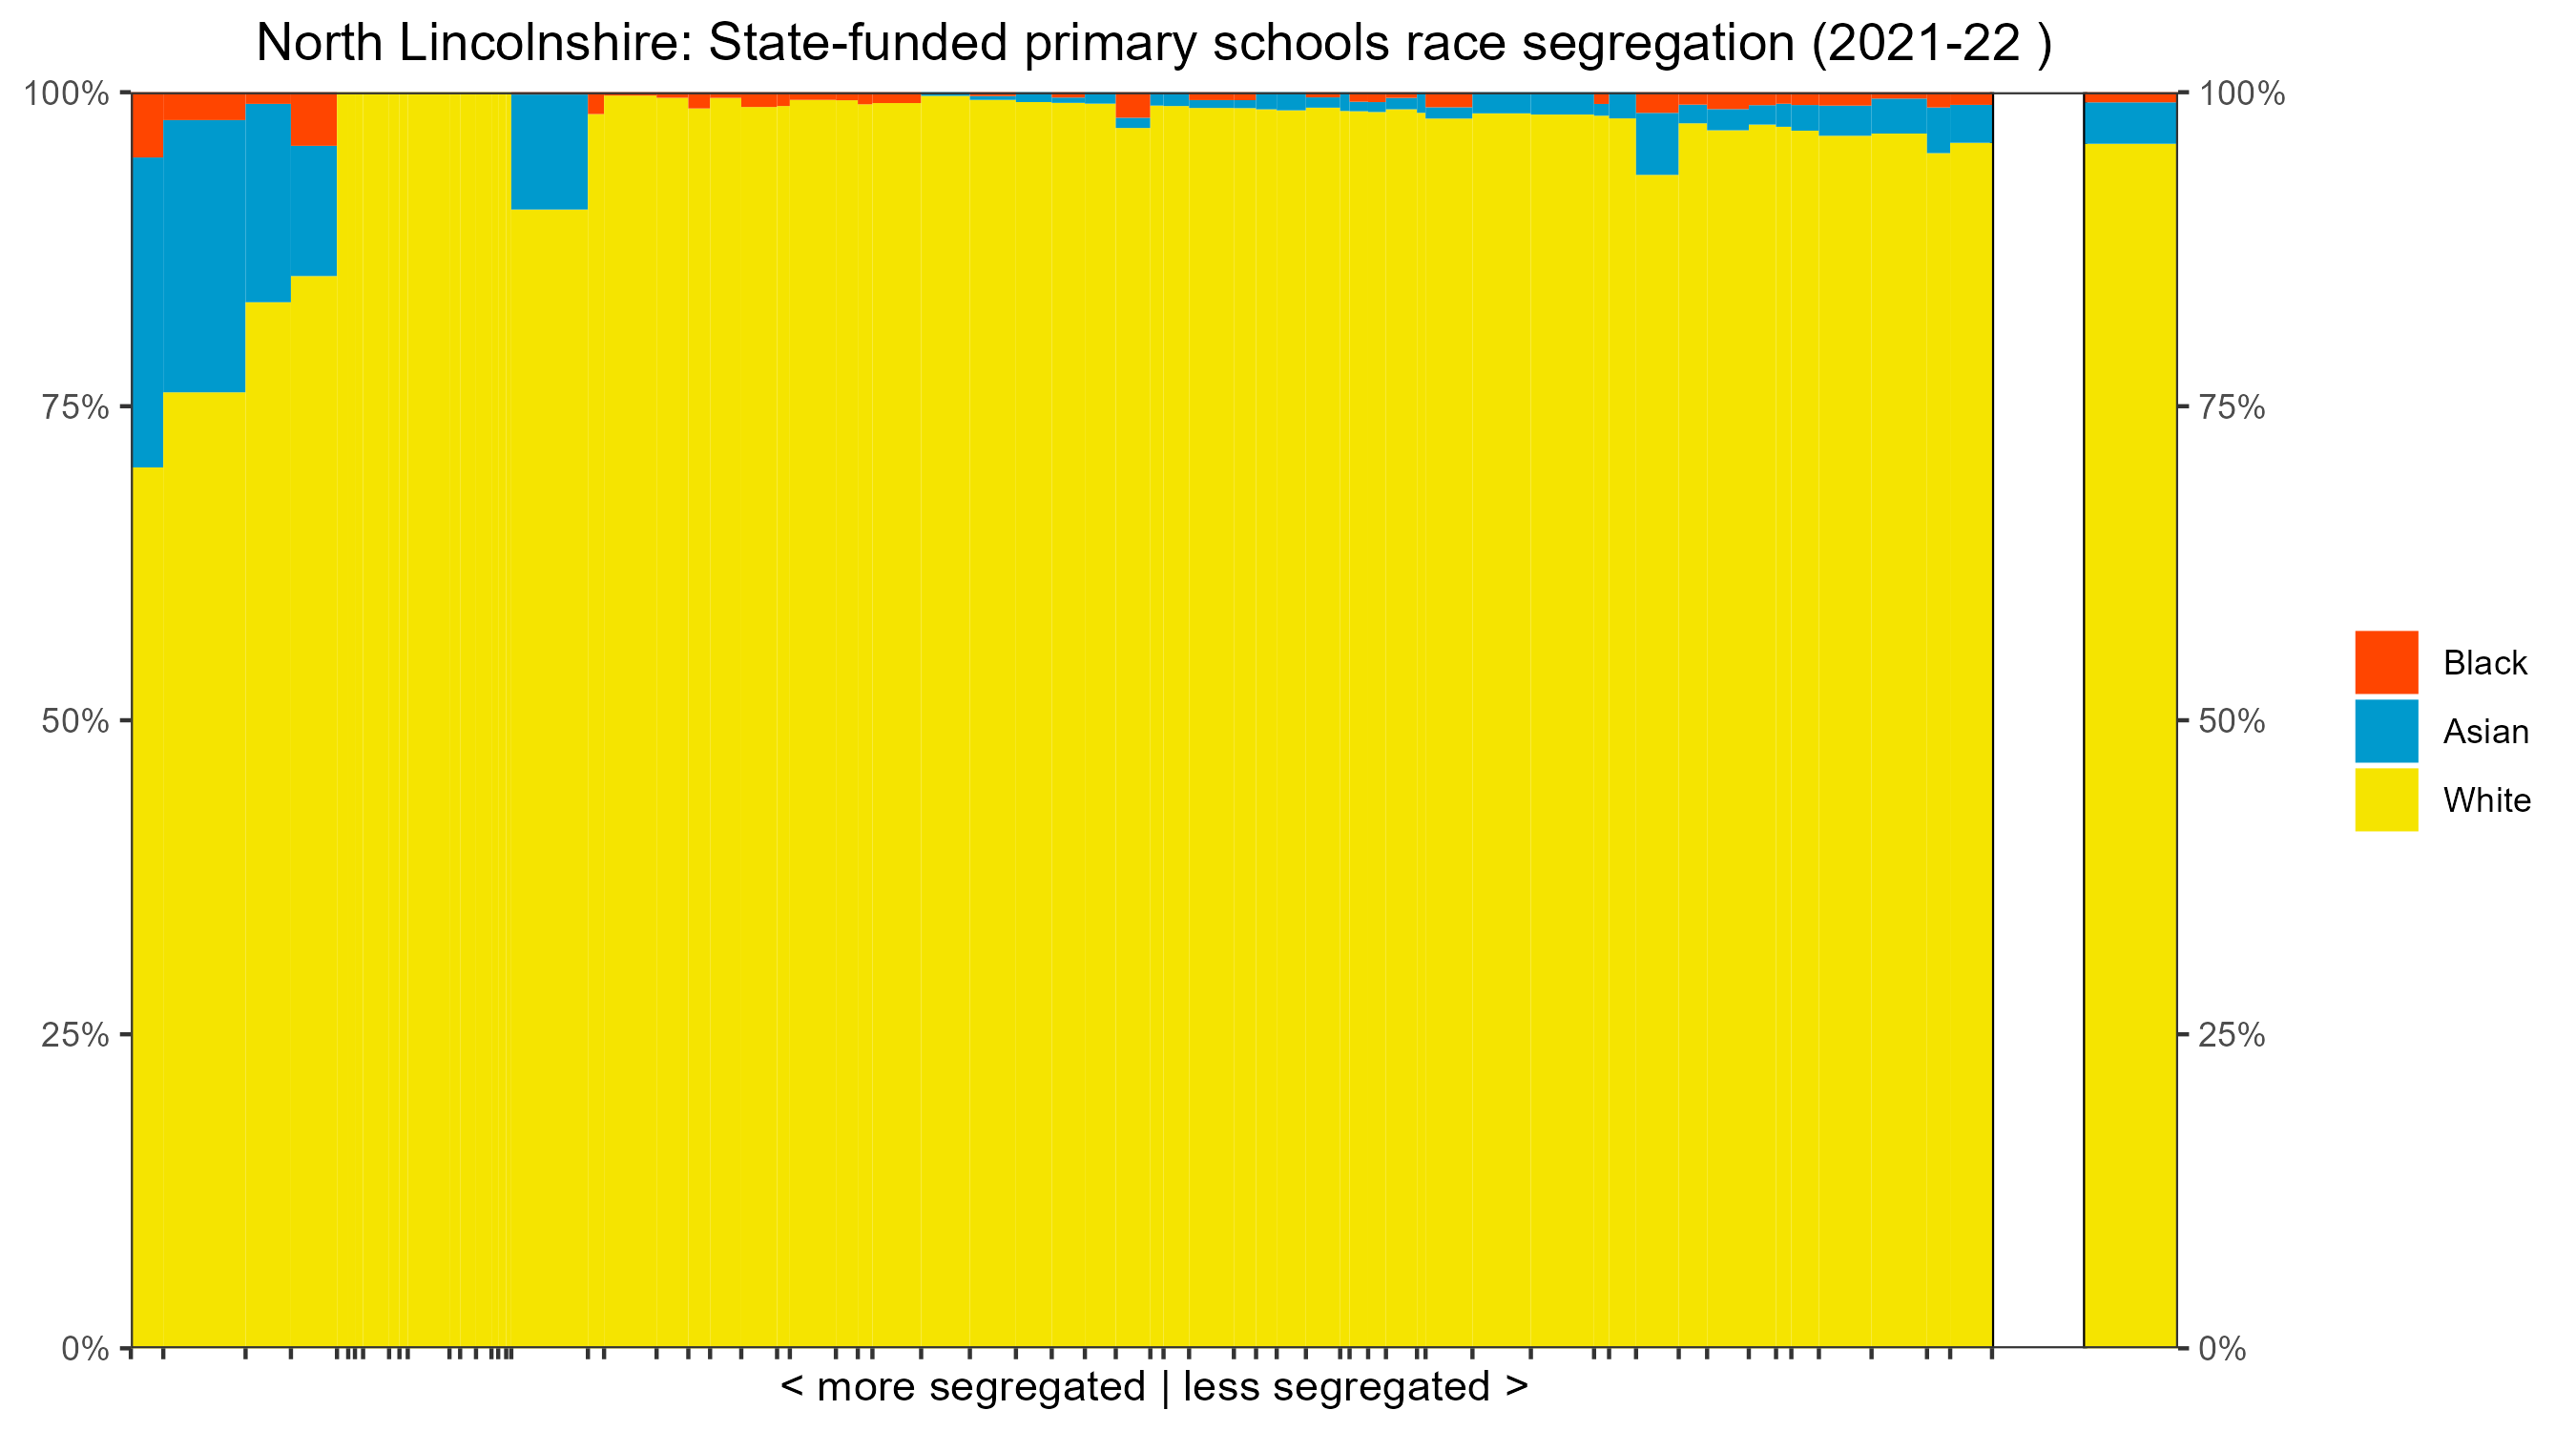 North Lincolnshire: State-funded primary schools race segregation (2021-22 )
100%
75%
50%
25%
0%
100%
75%
50%
25%
0%
Black
Asian
White
< more segregated | less segregated >